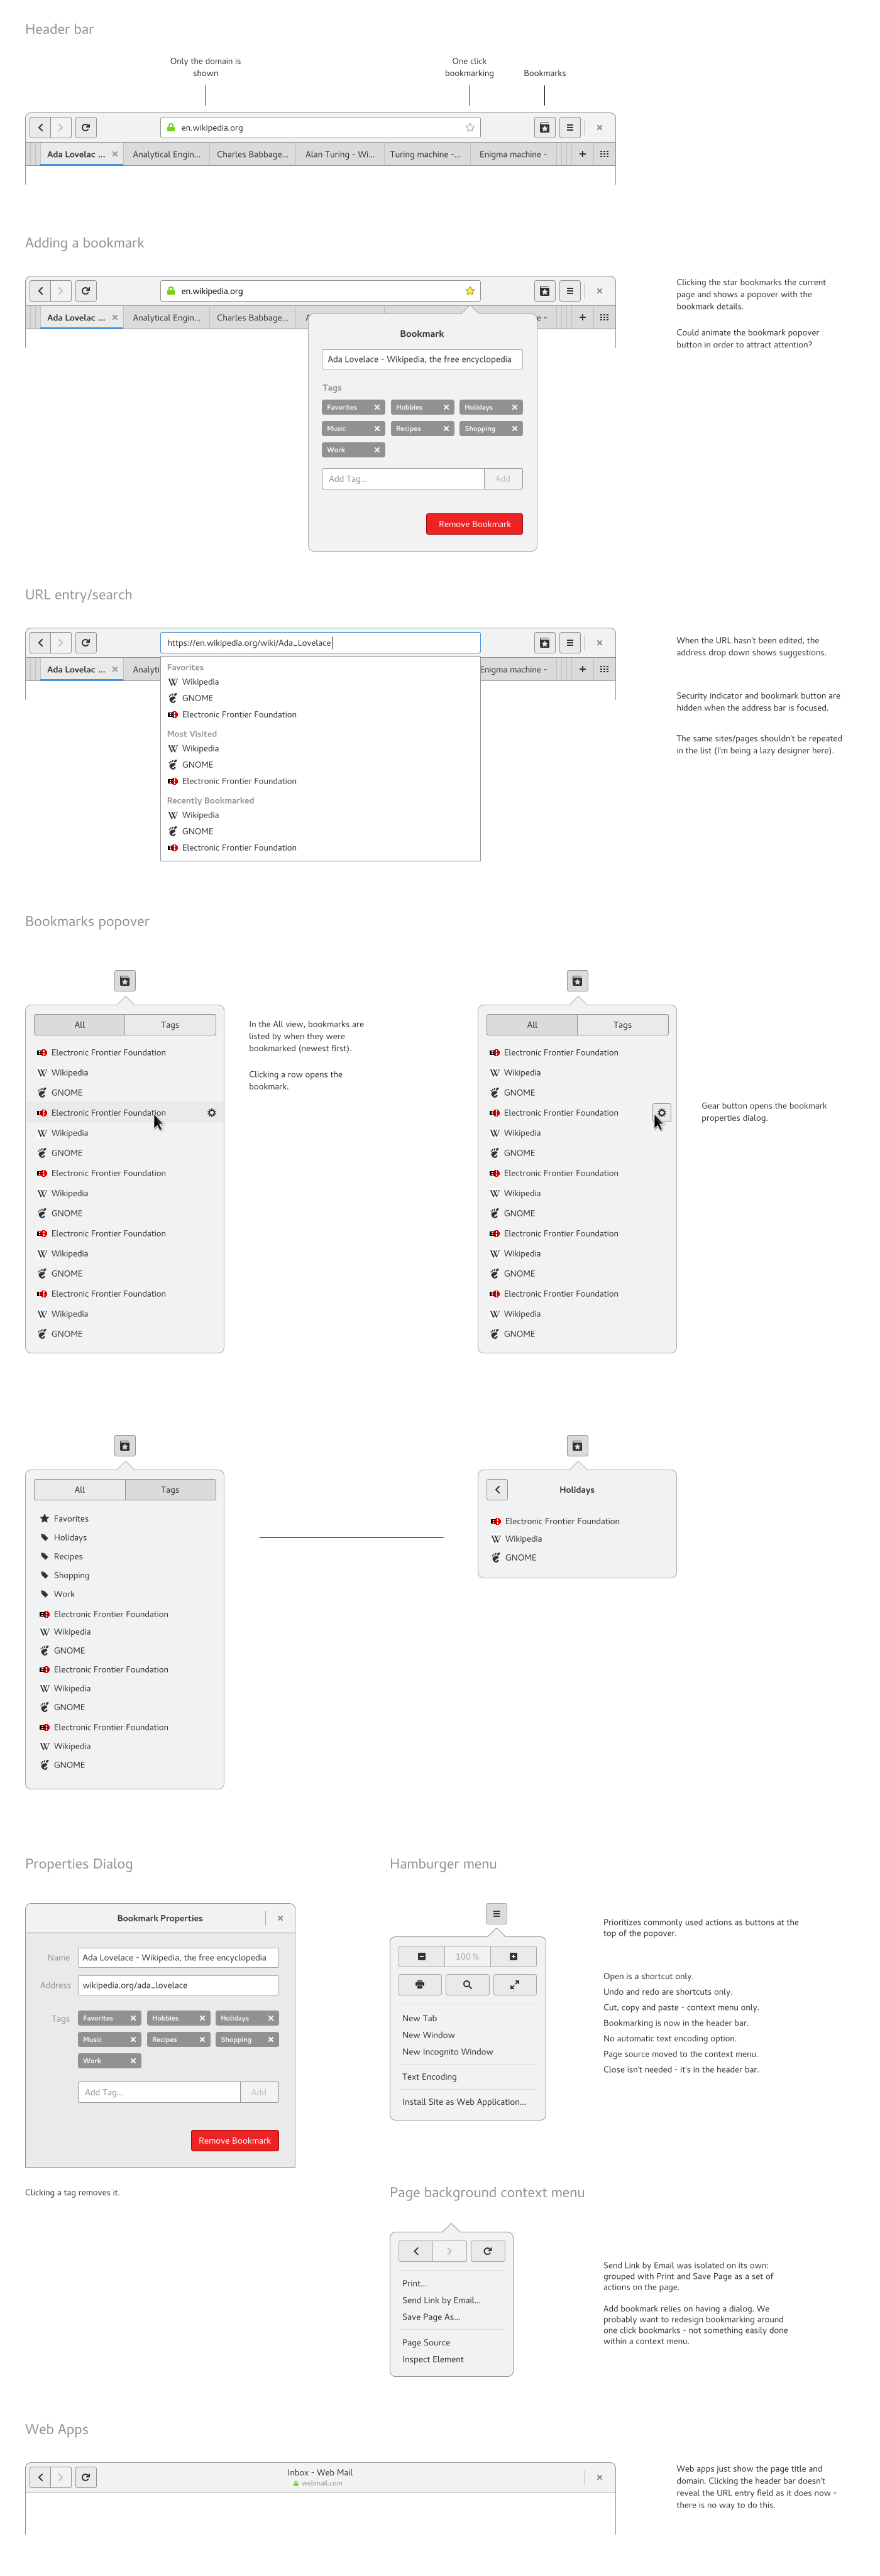 Header bar
Only the domain is
shown
One click
bookmarking
Bookmarks
en.wikipedia.org
Ada Lovelac ...
Analytical Engin...
Charles Babbage...
Alan Turing - Wi...
Turing machine -...
Enigma machine -
Adding a bookmark
en.wikipedia.org
Ada Lovelac ...
Analytical Engin...
Charles Babbage...
A
e -
Clicking the star bookmarks the current
page and shows a popover with the
bookmark details.
Could animate the bookmark popover
button in order to attract attention?
Bookmark
Ada Lovelace - Wikipedia, the free encyclopedia
Tags
Favorites
Hobbies
Holidays
Music
Recipes
Shopping
Work
Add Tag...
Add
Remove Bookmark
URL entry/search
https://en.wikipedia.org/wiki/Ada_Lovelace
Ada Lovelac ...
Analyti
Enigma machine -
Favorites
Wikipedia
GNOME
Electronic Frontier Foundation
Most Visited
Wikipedia
GNOME
Electronic Frontier Foundation
Recently Bookmarked
Wikipedia
GNOME
Electronic Frontier Foundation
When the URL hasn't been edited, the
address drop down shows suggestions.
Security indicator and bookmark button are
hidden when the address bar is focused.
The same sites/pages shouldn't be repeated
in the list (I'm being a lazy designer here).
Bookmarks popover
All
Tags
Electronic Frontier Foundation
Wikipedia
GNOME
Electronic Frontier Foundation
Wikipedia
GNOME
Electronic Frontier Foundation
Wikipedia
GNOME
Electronic Frontier Foundation
Wikipedia
GNOME
Electronic Frontier Foundation
Wikipedia
GNOME
In the All view, bookmarks are
listed by when they were
bookmarked (newest first).
Clicking a row opens the
bookmark.
All
Tags
Electronic Frontier Foundation
Wikipedia
GNOME
Electronic Frontier Foundation
Wikipedia
GNOME
Electronic Frontier Foundation
Wikipedia
GNOME
Electronic Frontier Foundation
Wikipedia
GNOME
Electronic Frontier Foundation
Wikipedia
GNOME
Gear button opens the bookmark
properties dialog.
All
Tags
Favorites
Holidays
Recipes
Shopping
Work
Electronic Frontier Foundation
Wikipedia
GNOME
Electronic Frontier Foundation
Wikipedia
GNOME
Electronic Frontier Foundation
Wikipedia
GNOME
Holidays
Electronic Frontier Foundation
Wikipedia
GNOME
Properties Dialog
Bookmark Properties
Name
Ada Lovelace - Wikipedia, the free encyclopedia
Address
wikipedia.org/ada_lovelace
Tags
Favorites
Hobbies
Holidays
Music
Recipes
Shopping
Work
Add Tag...
Add
Remove Bookmark
Clicking a tag removes it.
Hamburger menu
100 %
New Tab
New Window
New Incognito Window
Text Encoding
Install Site as Web Application...
Prioritizes commonly used actions as buttons at the
top of the popover.
Open is a shortcut only.
Undo and redo are shortcuts only.
Cut, copy and paste - context menu only.
Bookmarking is now in the header bar.
No automatic text encoding option.
Page source moved to the context menu.
Close isn't needed - it's in the header bar.
Page background context menu
Print...
Send Link by Email...
Save Page As...
Page Source
Inspect Element
Send Link by Email was isolated on its own:
grouped with Print and Save Page as a set of
actions on the page.
Add bookmark relies on having a dialog. We
probably want to redesign bookmarking around
one click bookmarks - not something easily done
within a context menu.
Web Apps
Inbox - Web Mail
webmail.com
Web apps just show the page title and
domain. Clicking the header bar doesn't
reveal the URL entry field as it does now -
there is no way to do this.